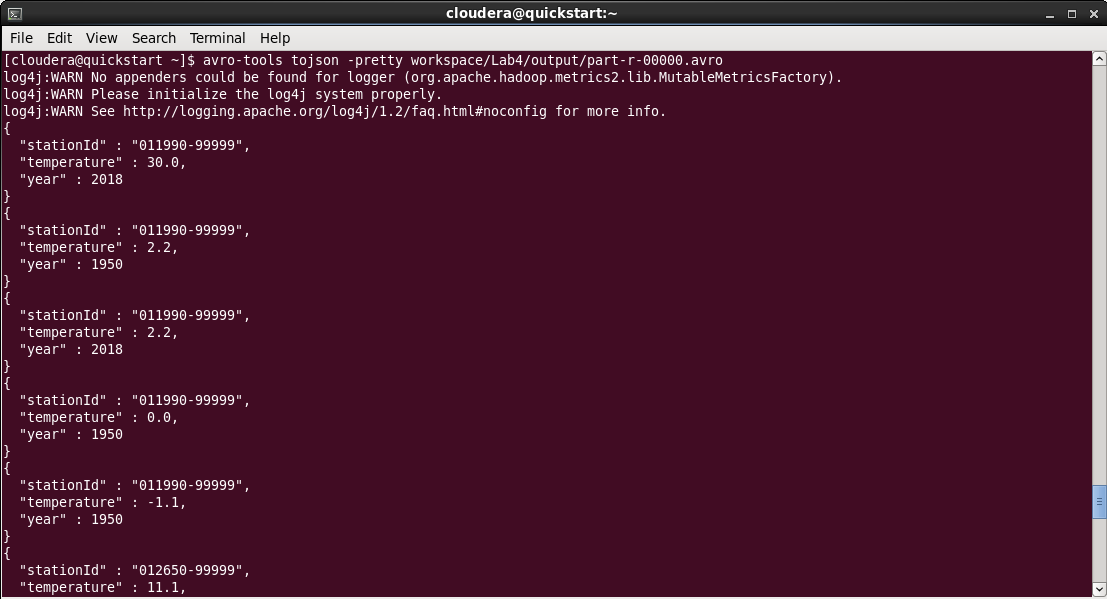 cloudera@quickstart:~
File Edit View Search Terminal Help
[cloudera@quickstart ~]$ avro-tools tojson -pretty workspace/Lab4/output/part-r-00000.avro
log4j:WARN No appenders could be found for logger (org.apache.hadoop.metrics2.lib.MutableMetricsFactory).
log4j:WARN Please initialize the log4j system properly.
log4j:WARN See http://logging.apache.org/log4j/1.2/faq.html#noconfig for more info.
{
  "stationId" : "011990-99999",
  "temperature" : 30.0,
  "year" : 2018
}
{
  "stationId" : "011990-99999",
  "temperature" : 2.2,
  "year" : 1950
}
{
  "stationId" : "011990-99999",
  "temperature" : 2.2,
  "year" : 2018
}
{
  "stationId" : "011990-99999",
  "temperature" : 0.0,
  "year" : 1950
}
{
  "stationId" : "011990-99999",
  "temperature" : -1.1,
  "year" : 1950
}
{
  "stationId" : "012650-99999",
  "temperature" : 11.1,